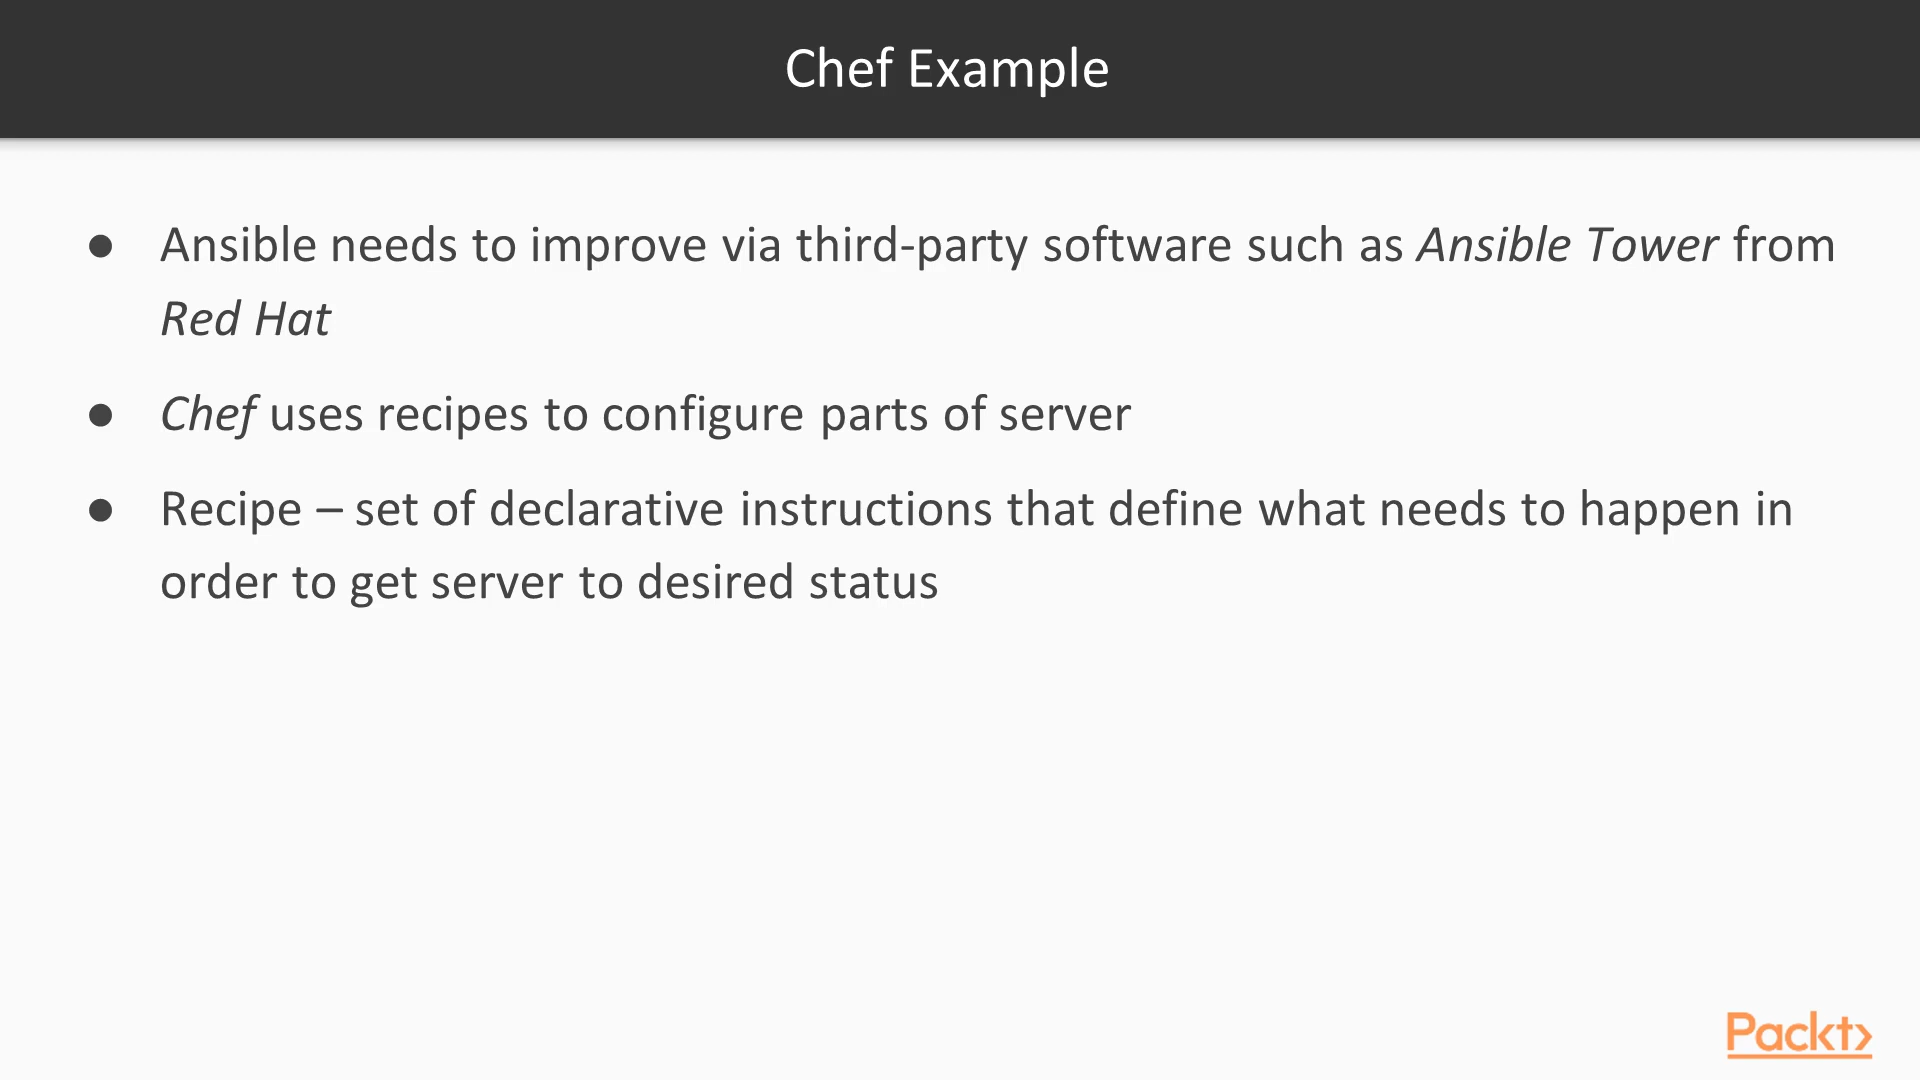 Chef Example
● Ansible needs to improve via third-party software such as Ansible Tower from
Red Hat
● Chef uses recipes to configure parts of server
● Recipe – set of declarative instructions that define what needs to happen in
order to get server to desired status
Packt>